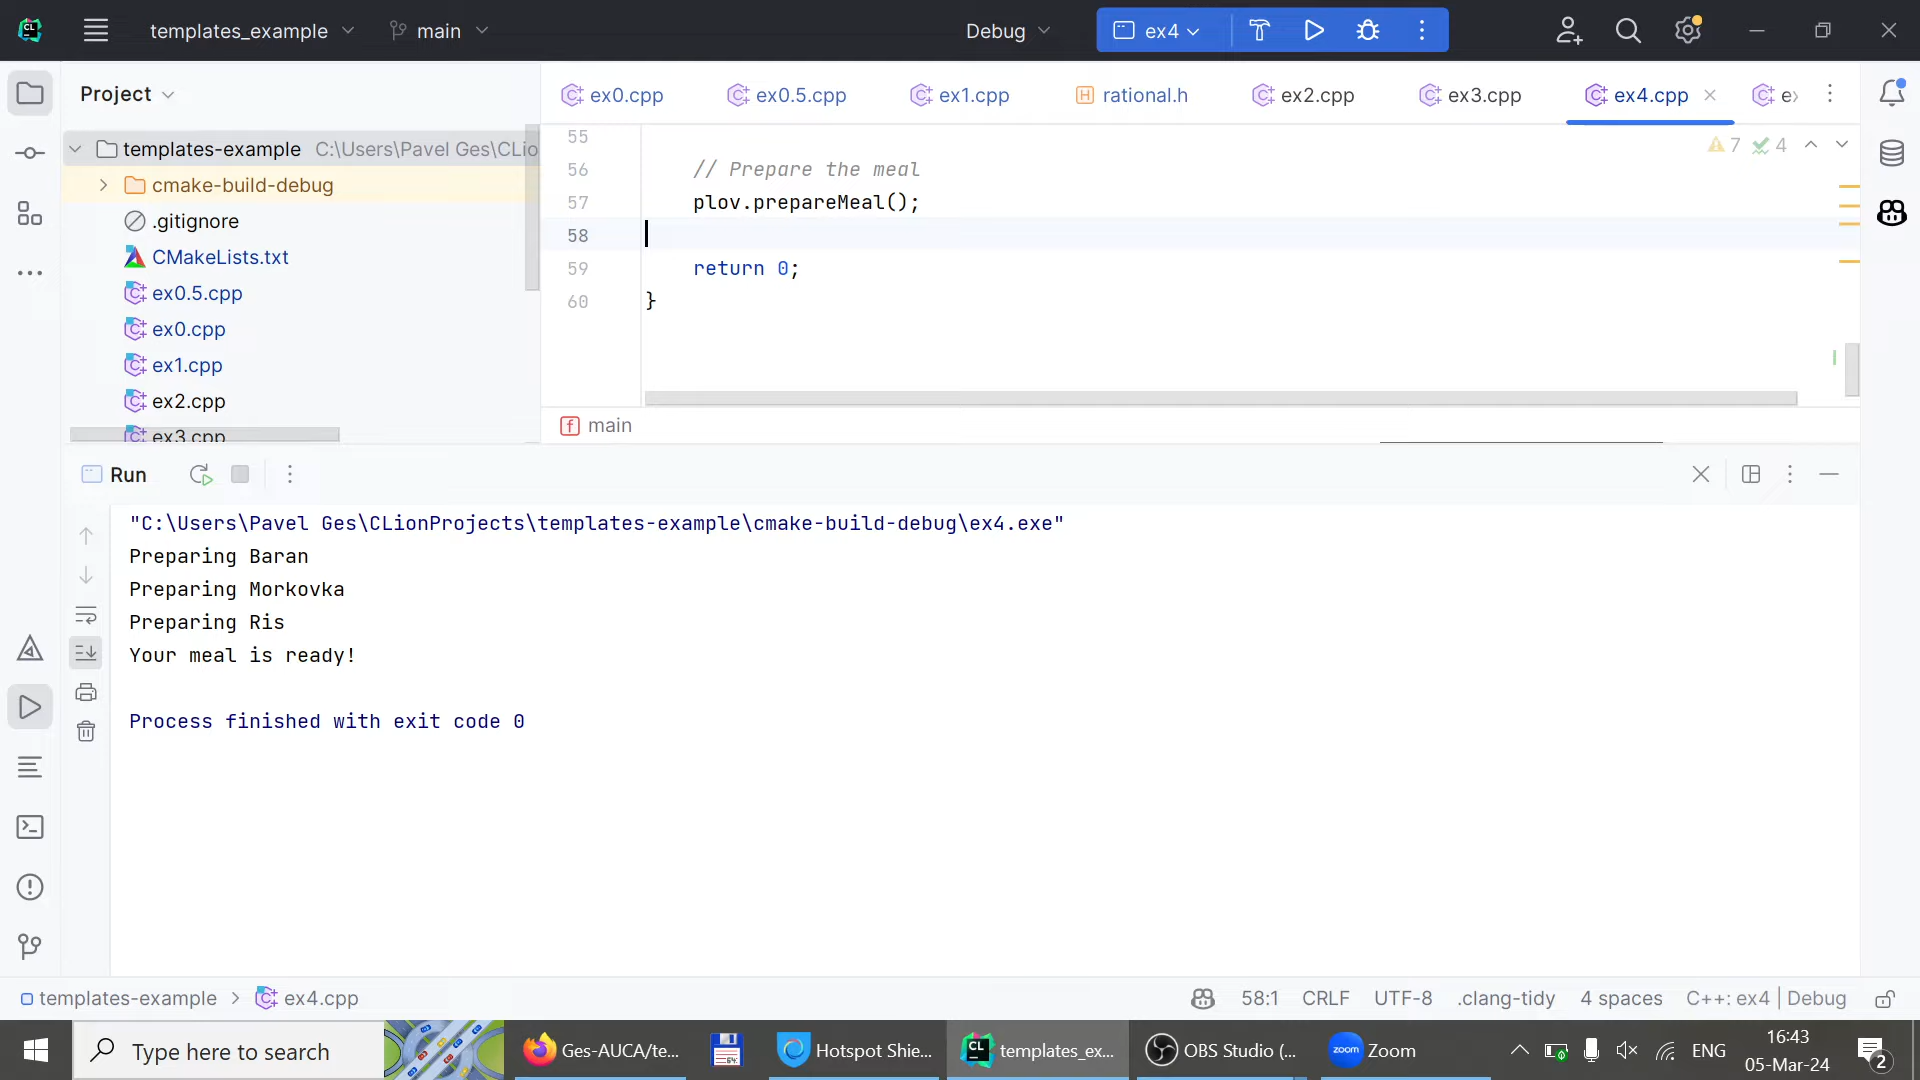 CL
templates_example
main
Debug
ex4
Project
ex0.cpp
ex0.5.cpp
ex1.cpp
H rational.h
ex2.cpp
ex3.cpp
ex4.cpp
templates-example C:\Users\Pavel Ges\CLio
cmake-build-debug
.gitignore
CMakeLists.txt
ex0.5.cpp
ex0.cpp
ex1.cpp
ex2.cpp
ex3.cpp
7 4
55
56 // Prepare the meal
57 plov.prepareMeal();
58
59 return 0;
60 }
f main
Run
"C:\Users\Pavel Ges\CLionProjects\templates-example\cmake-build-debug\ex4.exe"
Preparing Baran
Preparing Morkovka
Preparing Ris
Your meal is ready!
Process finished with exit code 0
templates-example > ex4.cpp
58:1 CRLF UTF-8 .clang-tidy 4 spaces C++: ex4 | Debug
Type here to search
Ges-AUCA/te...
64
Hotspot Shie...
CL templates_ex...
OBS Studio (...
zoom Zoom
ENG
16:43
05-Mar-24
2